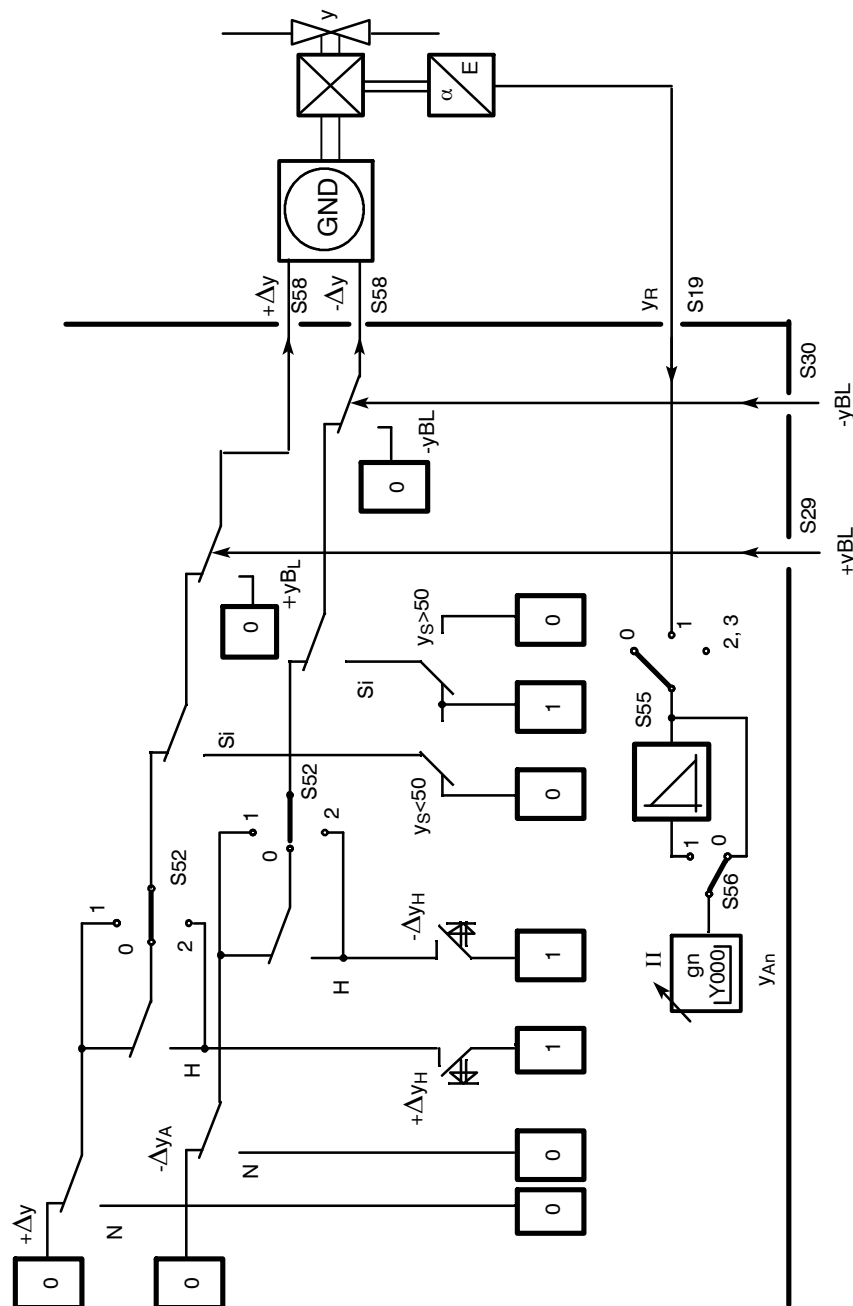 y
E
α
GND
+Δy
S58
-Δy
S58
yR
S19
S30
-yBL
S29
+yBL
0
-yBL
0
+yBL
yS>50
0
Si
1
Si
yS<50
0
S52
1
0
2
S52
1
0
2
H
-ΔyH
1
H
+ΔyH
1
-ΔyA
N
0
0
+Δy
N
0
0
S55
0
1
2, 3
S56
1
0
II
gn
Y000
yAn